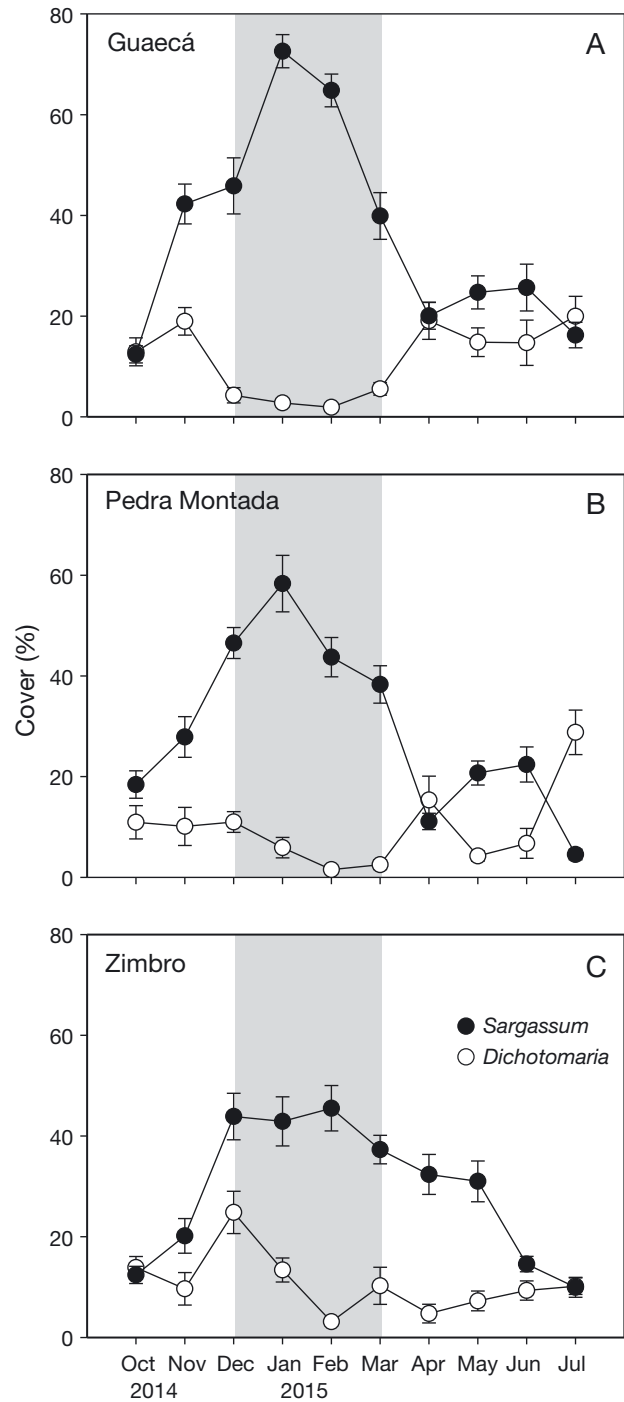 Guaecá
A
80
60
40
20
0
Pedra Montada
B
80
60
40
20
0
Cover (%)
Zimbro
C
80
60
40
20
0
Sargassum
Dichotomaria
Oct Nov Dec Jan Feb Mar Apr May Jun Jul
2014 2015